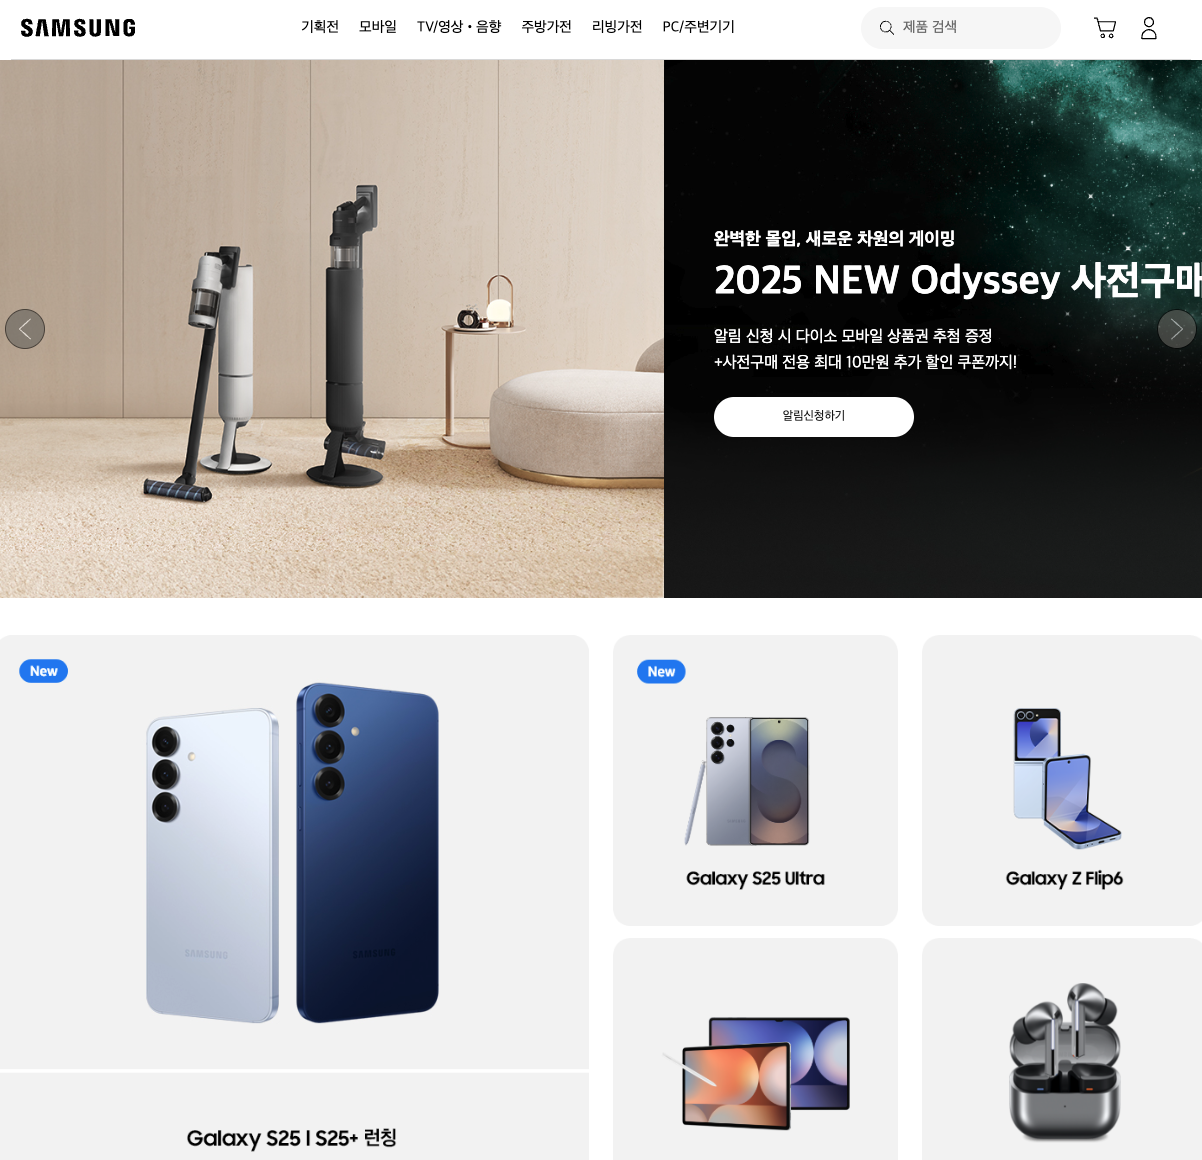 SAMSUNG
기획전 모바일 TV/영상・음향 주방가전 리빙가전 PC/주변기기
제품 검색
완벽한 몰입, 새로운 차원의 게이밍
2025 NEW Odyssey 사전구매
알림 신청 시 다이소 모바일 상품권 추첨 증정
+사전구매 전용 최대 10만원 추가 할인 쿠폰까지!
알림신청하기
New
SAMSUNG
SAMSUNG
Galaxy S25 l S25+ 런칭
New
Galaxy S25 Ultra
Galaxy Z Flip6